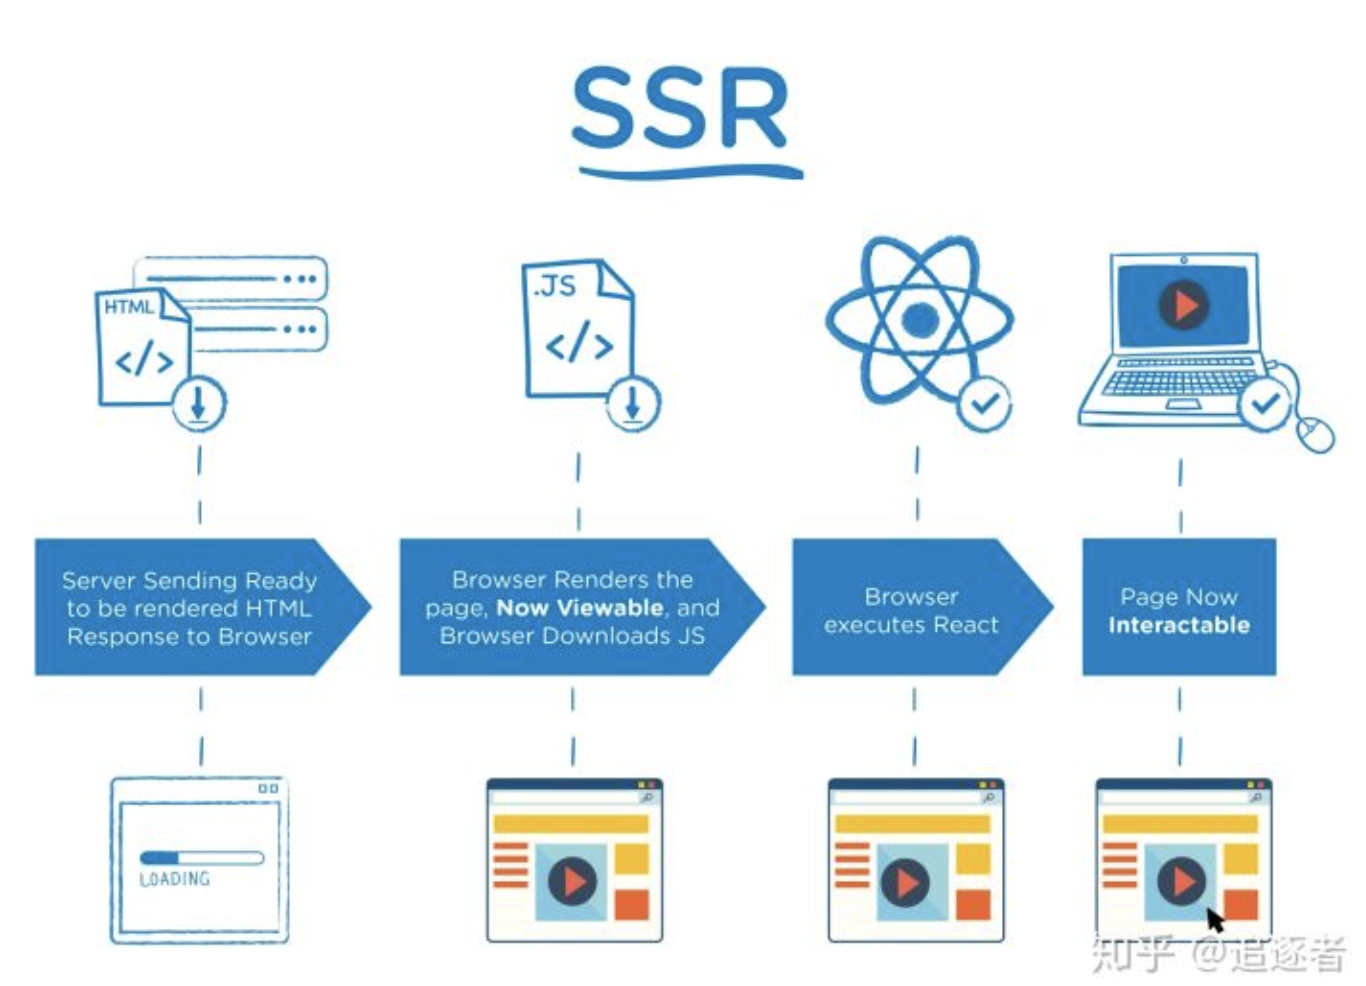 SSR
HTML
</>
.JS
</>
Server Sending Ready
to be rendered HTML
Response to Browser
Browser Renders the
page, Now Viewable, and
Browser Downloads JS
Browser
executes React
Page Now
Interactable
LOADING
知乎 @追逐者